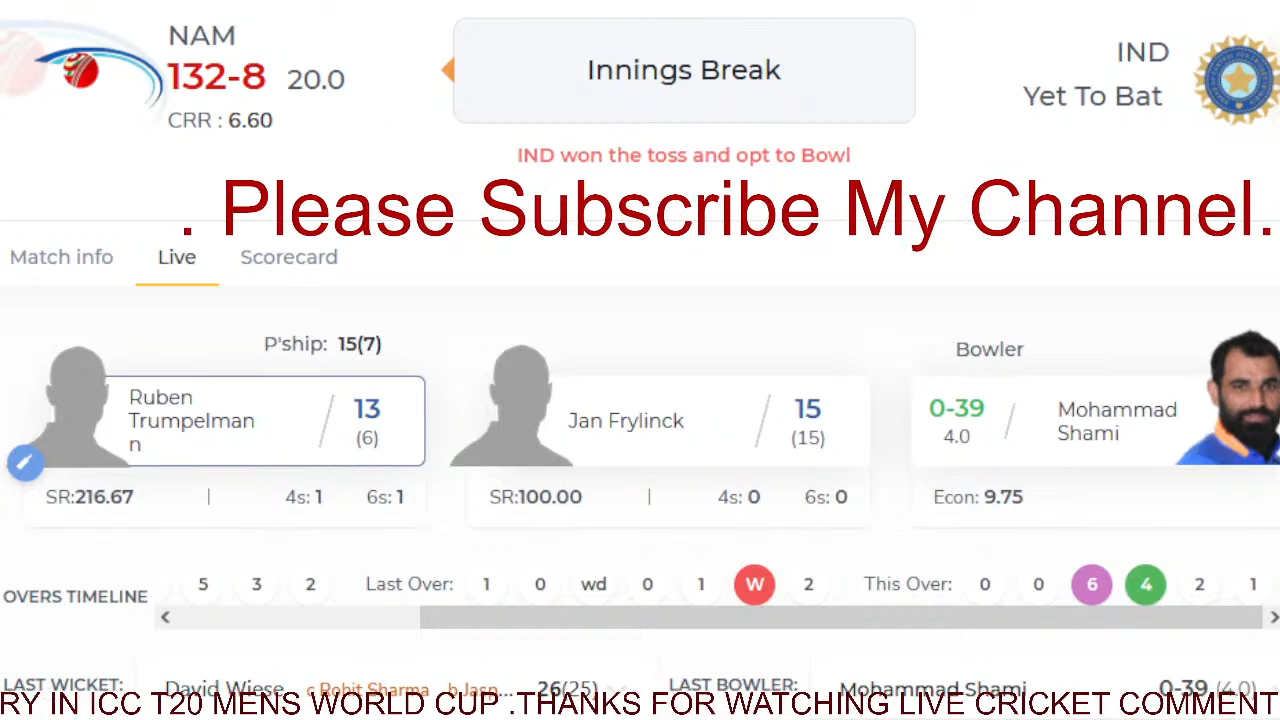 NAM
132-8 20.0
CRR : 6.60
Innings Break
IND
Yet To Bat
IND won the toss and opt to Bowl
. Please Subscribe My Channel.
Match info Live Scorecard
P'ship: 15(7)
Ruben
Trumpelman
n
13
(6)
SR:216.67 | 4s: 1 6s: 1
Jan Frylinck
15
(15)
SR:100.00 | 4s: 0 6s: 0
Bowler
0-39
4.0
Mohammad
Shami
Econ: 9.75
OVERS TIMELINE
5 3 2 Last Over: 1 0 wd 0 1 W 2 This Over: 0 0 6 4 2 1
LAST WICKET: David Wiese c Rohit Sharma b Jasp... 26(25) LAST BOWLER: Mohammad Shami 0-39 (4.0)
RY IN ICC T20 MENS WORLD CUP .THANKS FOR WATCHING LIVE CRICKET COMMENT